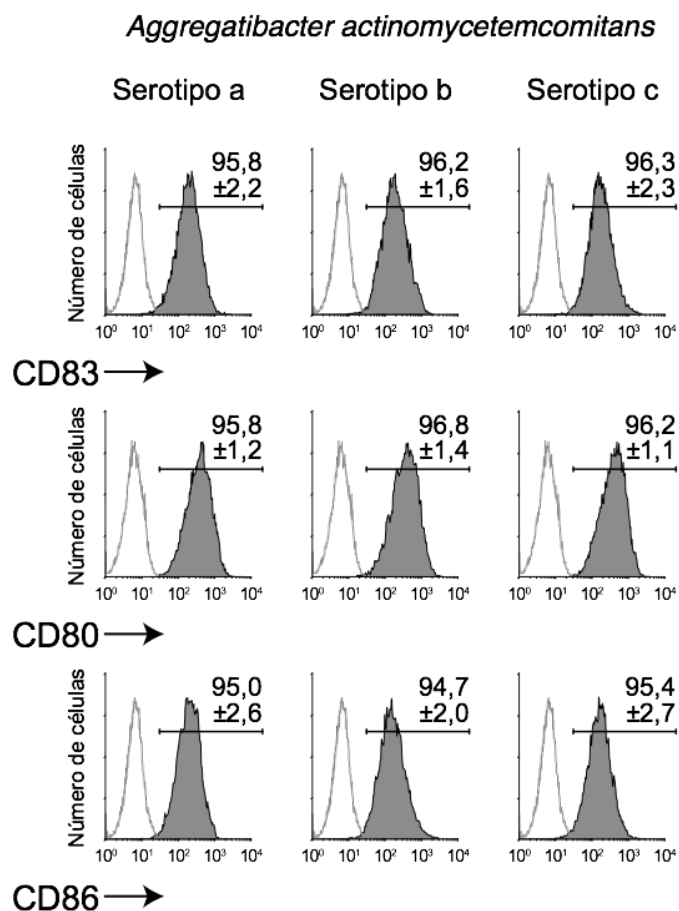 Aggregatibacter actinomycetemcomitans
Serotipo a Serotipo b Serotipo c
Número de células
95,8
±2,2
96,2
±1,6
96,3
±2,3
10⁰ 10¹ 10² 10³ 10⁴ 10⁰ 10¹ 10² 10³ 10⁴ 10⁰ 10¹ 10² 10³ 10⁴
CD83
Número de células
95,8
±1,2
96,8
±1,4
96,2
±1,1
10⁰ 10¹ 10² 10³ 10⁴ 10⁰ 10¹ 10² 10³ 10⁴ 10⁰ 10¹ 10² 10³ 10⁴
CD80
Número de células
95,0
±2,6
94,7
±2,0
95,4
±2,7
10⁰ 10¹ 10² 10³ 10⁴ 10⁰ 10¹ 10² 10³ 10⁴ 10⁰ 10¹ 10² 10³ 10⁴
CD86